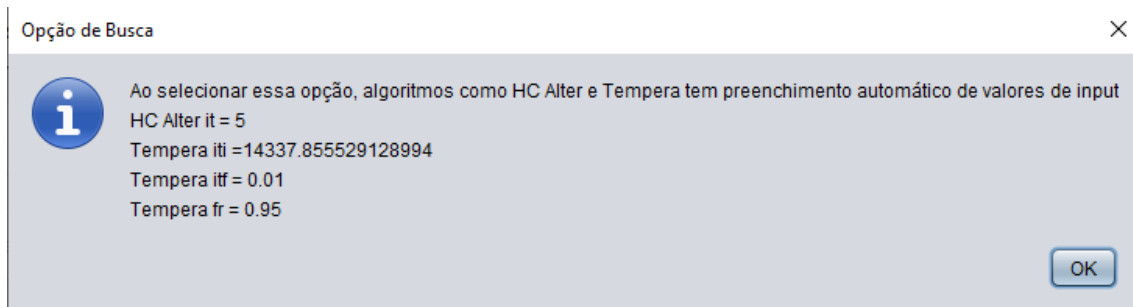 Opção de Busca
Ao selecionar essa opção, algoritmos como HC Alter e Tempera tem preenchimento automático de valores de input
HC Alter it = 5
Tempera iti =14337.855529128994
Tempera itf = 0.01
Tempera fr = 0.95
OK